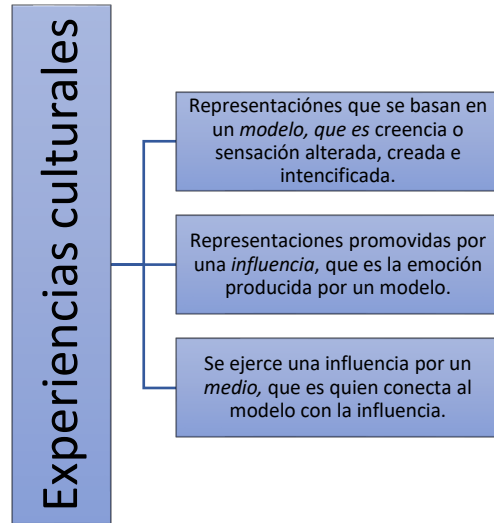 Experiencias culturales
Representaciónes que se basan en
un modelo, que es creencia o
sensación alterada, creada e
intencificada.
Representaciones promovidas por
una influencia, que es la emoción
producida por un modelo.
Se ejerce una influencia por un
medio, que es quien conecta al
modelo con la influencia.